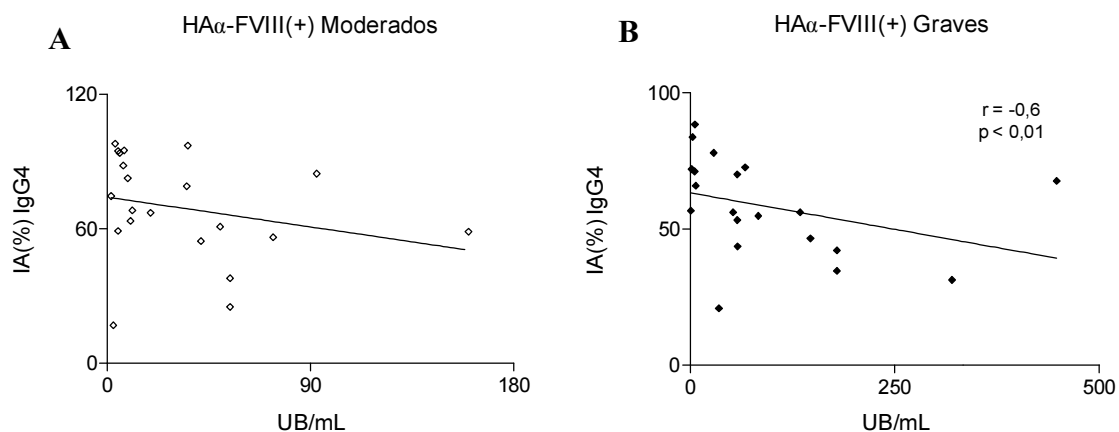 A
HAα-FVIII(+) Moderados
IA(%) IgG4
120
60
0
0
90
180
UB/mL
B
HAα-FVIII(+) Graves
r = -0,6
p < 0,01
IA(%) IgG4
100
50
0
0
250
500
UB/mL